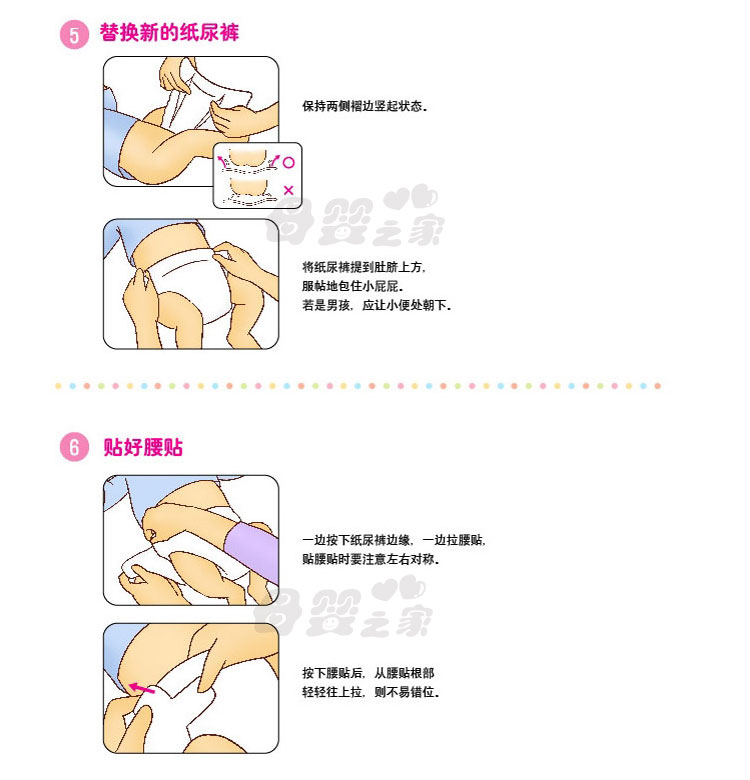 5 替换新的纸尿裤
保持两侧褶边竖起状态。
母婴之家
将纸尿裤提到肚脐上方,
服帖地包住小屁屁。
若是男孩, 应让小便处朝下。
6 贴好腰贴
一边按下纸尿裤边缘, 一边拉腰贴,
贴腰贴时要注意左右对称。
母婴之家
按下腰贴后, 从腰贴根部
轻轻往上拉, 则不易错位。